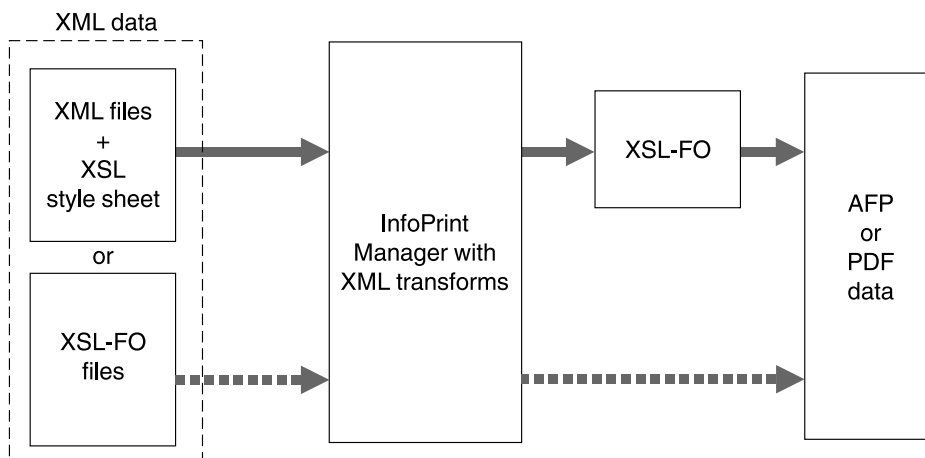 XML data
XML files
+
XSL
style sheet
or
XSL-FO
files
InfoPrint
Manager with
XML transforms
XSL-FO
AFP
or
PDF
data